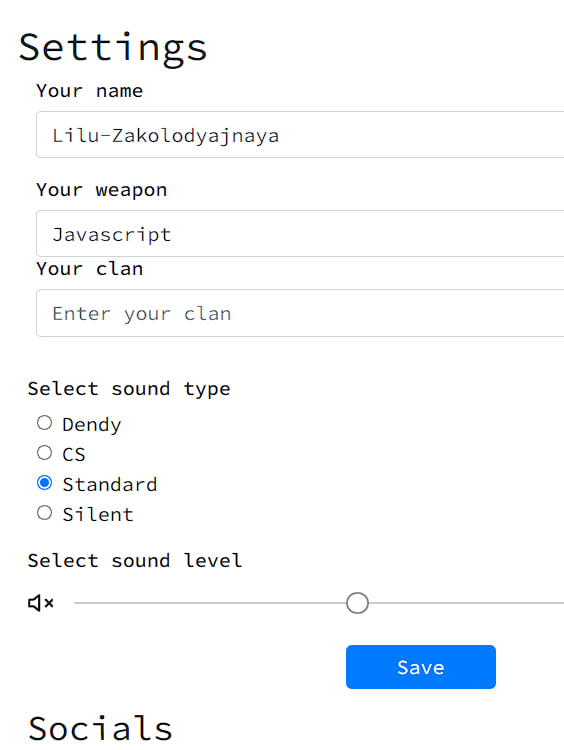 Settings
Your name
Lilu-Zakolodyajnaya
Your weapon
Javascript
Your clan
Enter your clan
Select sound type
Dendy
CS
Standard
Silent
Select sound level
Save
Socials